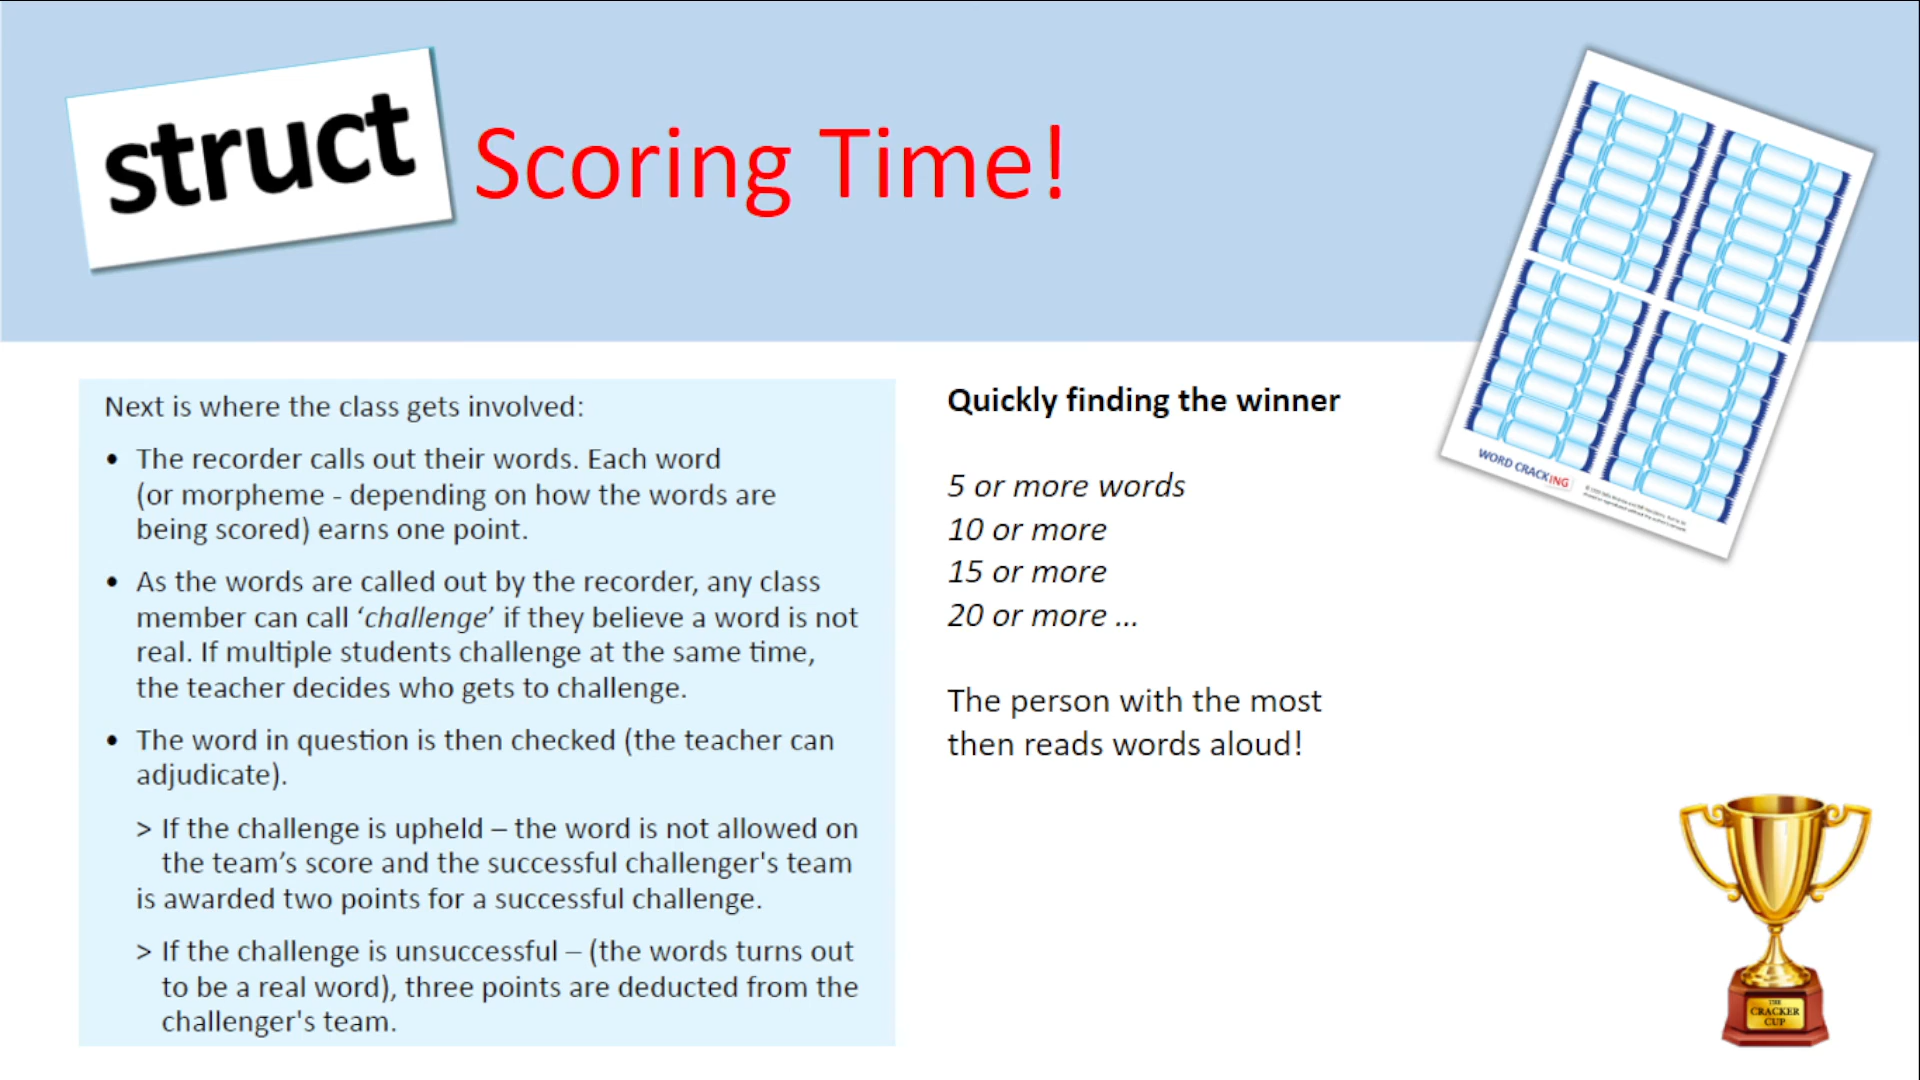 struct
Scoring Time!
Next is where the class gets involved:
• The recorder calls out their words. Each word
(or morpheme - depending on how the words are
being scored) earns one point.
• As the words are called out by the recorder, any class
member can call ‘challenge’ if they believe a word is not
real. If multiple students challenge at the same time,
the teacher decides who gets to challenge.
• The word in question is then checked (the teacher can
adjudicate).
> If the challenge is upheld – the word is not allowed on
the team’s score and the successful challenger's team
is awarded two points for a successful challenge.
> If the challenge is unsuccessful – (the words turns out
to be a real word), three points are deducted from the
challenger's team.
Quickly finding the winner
5 or more words
10 or more
15 or more
20 or more ...
The person with the most
then reads words aloud!
WORD CRACKING
THE
CRACKER
CUP